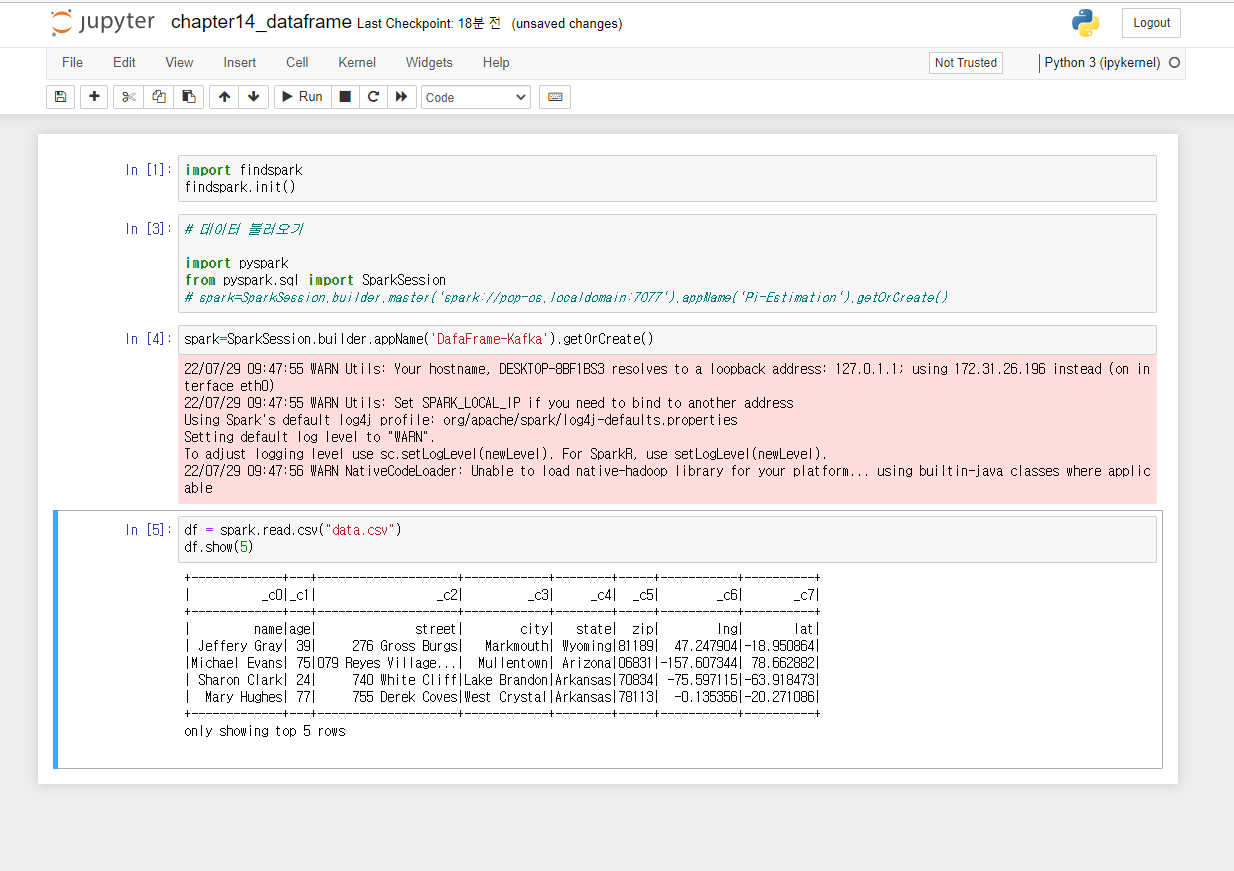 jupyter chapter14_dataframe Last Checkpoint: 18분 전 (unsaved changes)
Logout
File Edit View Insert Cell Kernel Widgets Help
Not Trusted
Python 3 (ipykernel)
Run
Code
In [1]: import findspark
findspark.init()
In [3]: # 데이터 불러오기
import pyspark
from pyspark.sql import SparkSession
# spark=SparkSession.builder.master('spark://pop-os.localdomain:7077').appName('Pi-Estimation').getOrCreate()
In [4]: spark=SparkSession.builder.appName('DafaFrame-Kafka').getOrCreate()
22/07/29 09:47:55 WARN Utils: Your hostname, DESKTOP-8BF1BS3 resolves to a loopback address: 127.0.1.1; using 172.31.26.196 instead (on in
terface eth0)
22/07/29 09:47:55 WARN Utils: Set SPARK_LOCAL_IP if you need to bind to another address
Using Spark's default log4j profile: org/apache/spark/log4j-defaults.properties
Setting default log level to "WARN".
To adjust logging level use sc.setLogLevel(newLevel). For SparkR, use setLogLevel(newLevel).
22/07/29 09:47:56 WARN NativeCodeLoader: Unable to load native-hadoop library for your platform... using builtin-java classes where applic
able
In [5]: df = spark.read.csv("data.csv")
df.show(5)
+-------------+---+--------------------+------------+--------+-----+-----------+----------+
|          _c0|_c1|                 _c2|         _c3|     _c4|  _c5|        _c6|       _c7|
+-------------+---+--------------------+------------+--------+-----+-----------+----------+
|         name|age|              street|        city|   state|  zip|        lng|       lat|
| Jeffery Gray| 39|     276 Gross Burgs|   Markmouth| Wyoming|81189|  47.247904|-18.950864|
|Michael Evans| 75|079 Reyes Village...|  Mullentown| Arizona|06831|-157.607344| 78.662882|
| Sharon Clark| 24|     740 White Cliff|Lake Brandon|Arkansas|70834| -75.597115|-63.918473|
|  Mary Hughes| 77|     755 Derek Coves|West Crystal|Arkansas|78113|  -0.135356|-20.271086|
+-------------+---+--------------------+------------+--------+-----+-----------+----------+
only showing top 5 rows